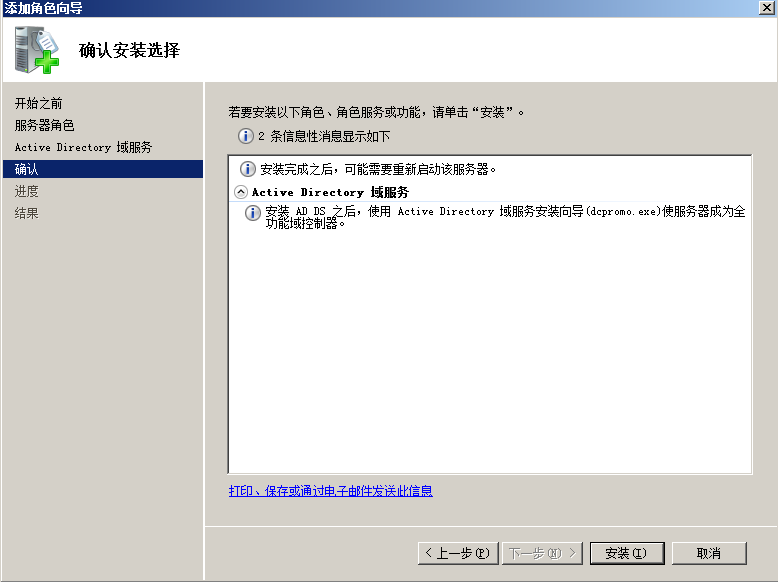 添加角色向导
确认安装选择
开始之前
服务器角色
Active Directory 域服务
确认
进度
结果
若要安装以下角色、角色服务或功能，请单击“安装”。
2 条信息性消息显示如下
安装完成之后，可能需要重新启动该服务器。
Active Directory 域服务
安装 AD DS 之后，使用 Active Directory 域服务安装向导(dcpromo.exe)使服务器成为全
功能域控制器。
打印、保存或通过电子邮件发送此信息
< 上一步(P) 下一步(N) > 安装(I) 取消